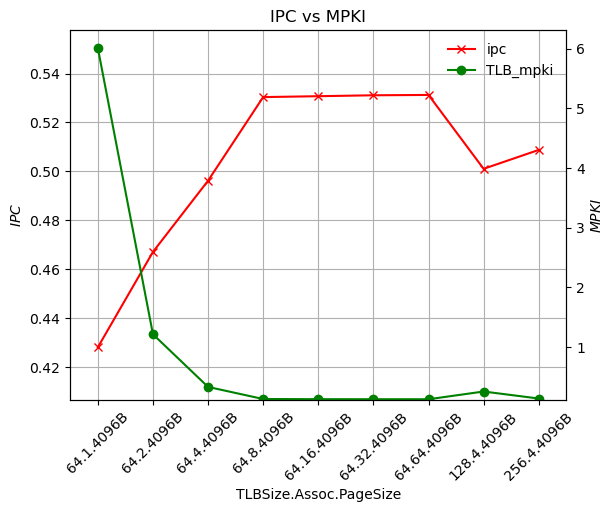 IPC vs MPKI
ipc
TLB_mpki
0.54
0.52
0.50
0.48
0.46
0.44
0.42
IPC
6
5
4
3
2
1
MPKI
64.1.4096B
64.2.4096B
64.4.4096B
64.8.4096B
64.16.4096B
64.32.4096B
64.64.4096B
128.4.4096B
256.4.4096B
TLBSize.Assoc.PageSize